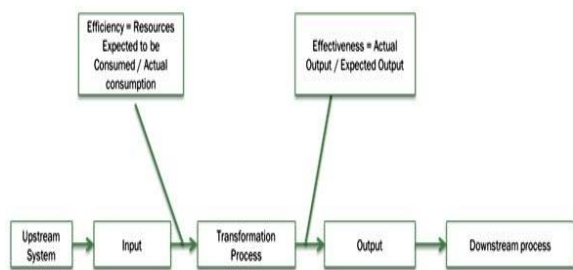 Efficiency = Resources
Expected to be
Consumed / Actual
consumption
Effectiveness = Actual
Output / Expected Output
Upstream
System
Input
Transformation
Process
Output
Downstream process